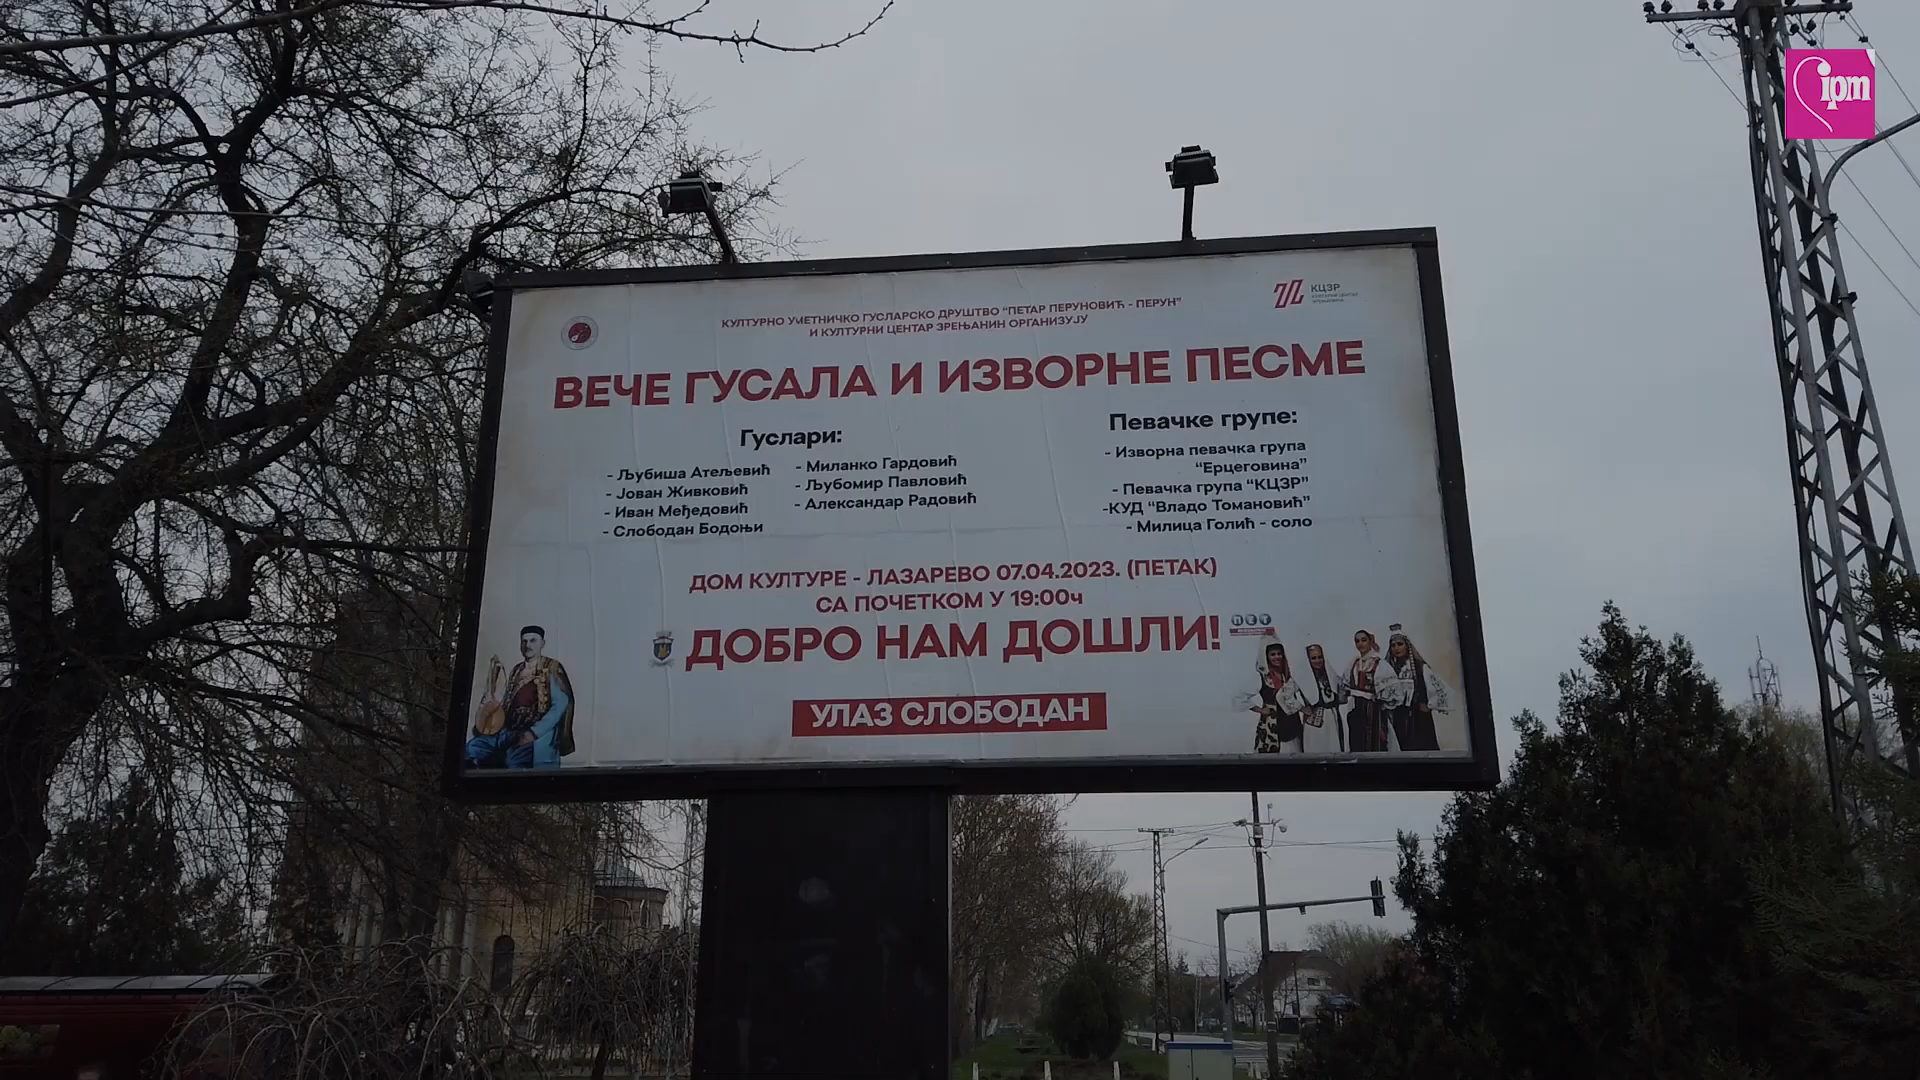 ipm
КЦЗР
КУЛТУРНО УМЕТНИЧКО ГУСЛАРСКО ДРУШТВО “ПЕТАР ПЕРУНОВИЋ - ПЕРУН”
И КУЛТУРНИ ЦЕНТАР ЗРЕЊАНИН ОРГАНИЗУЈУ
ВЕЧЕ ГУСАЛА И ИЗВОРНЕ ПЕСМЕ
Гуслари:
- Љубиша Атељевић
- Јован Живковић
- Иван Међедовић
- Слободан Бодоњи
- Миланко Гардовић
- Љубомир Павловић
- Александар Радовић
Певачке групе:
- Изворна певачка група
“Ерцеговина”
- Певачка група “КЦЗР”
-КУД “Владо Томановић”
- Милица Голић - соло
ДОМ КУЛТУРЕ - ЛАЗАРЕВО 07.04.2023. (ПЕТАК)
СА ПОЧЕТКОМ У 19:00ч
ДОБРО НАМ ДОШЛИ!
УЛАЗ СЛОБОДАН